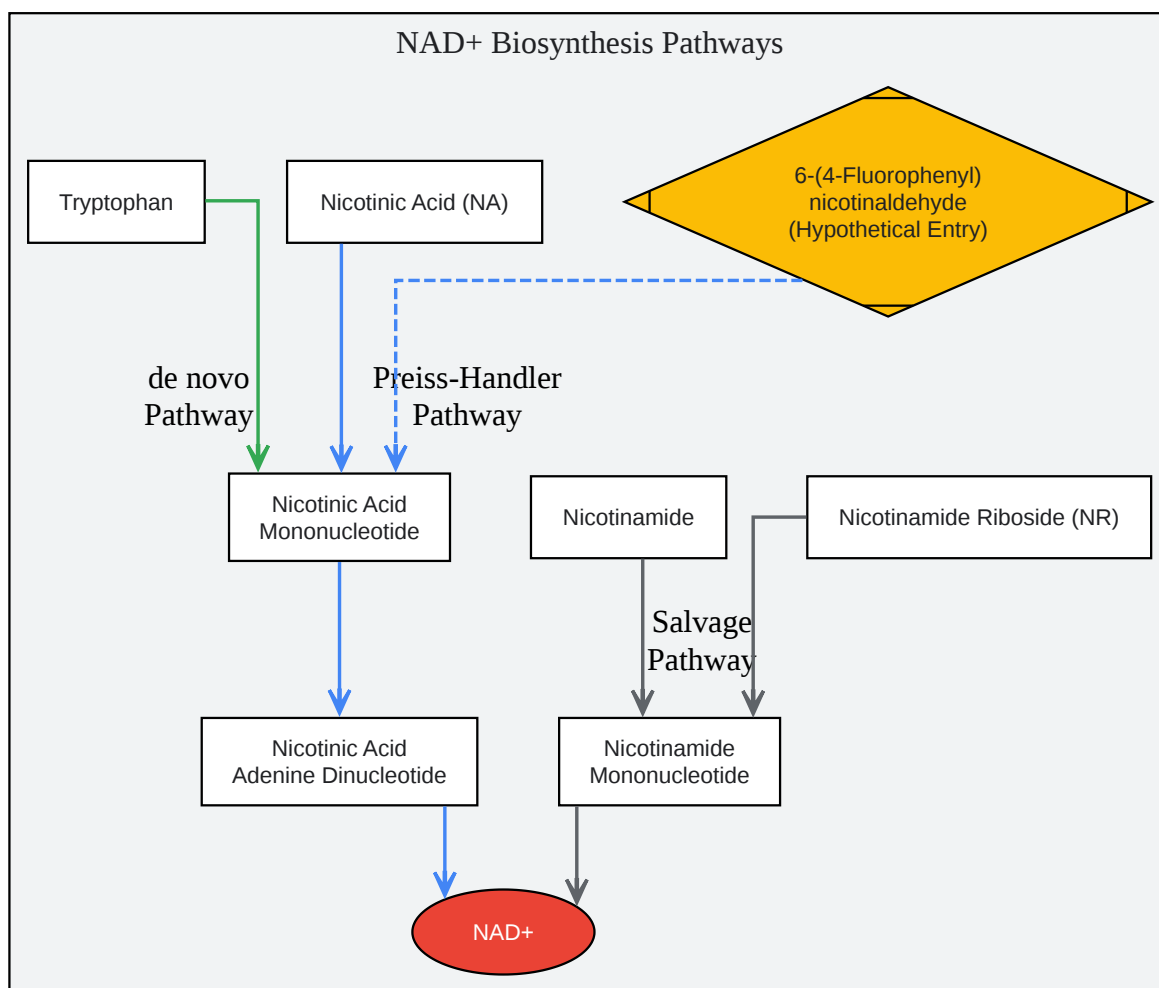 NAD+ Biosynthesis Pathways
Tryptophan
Nicotinic Acid (NA)
6-(4-Fluorophenyl)
nicotinaldehyde
(Hypothetical Entry)
de novo
Pathway
Preiss-Handler
Pathway
Nicotinic Acid
Mononucleotide
Nicotinamide
Nicotinamide Riboside (NR)
Salvage
Pathway
Nicotinic Acid
Adenine Dinucleotide
Nicotinamide
Mononucleotide
NAD+